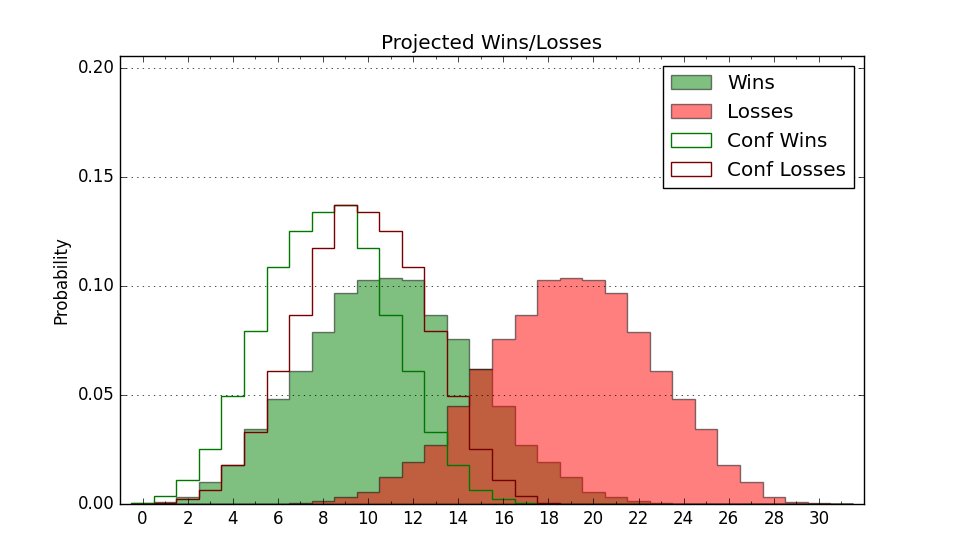 Projected Wins/Losses
Wins
Losses
Conf Wins
Conf Losses
Probability
0.20
0.15
0.10
0.05
0.00
0 2 4 6 8 10 12 14 16 18 20 22 24 26 28 30